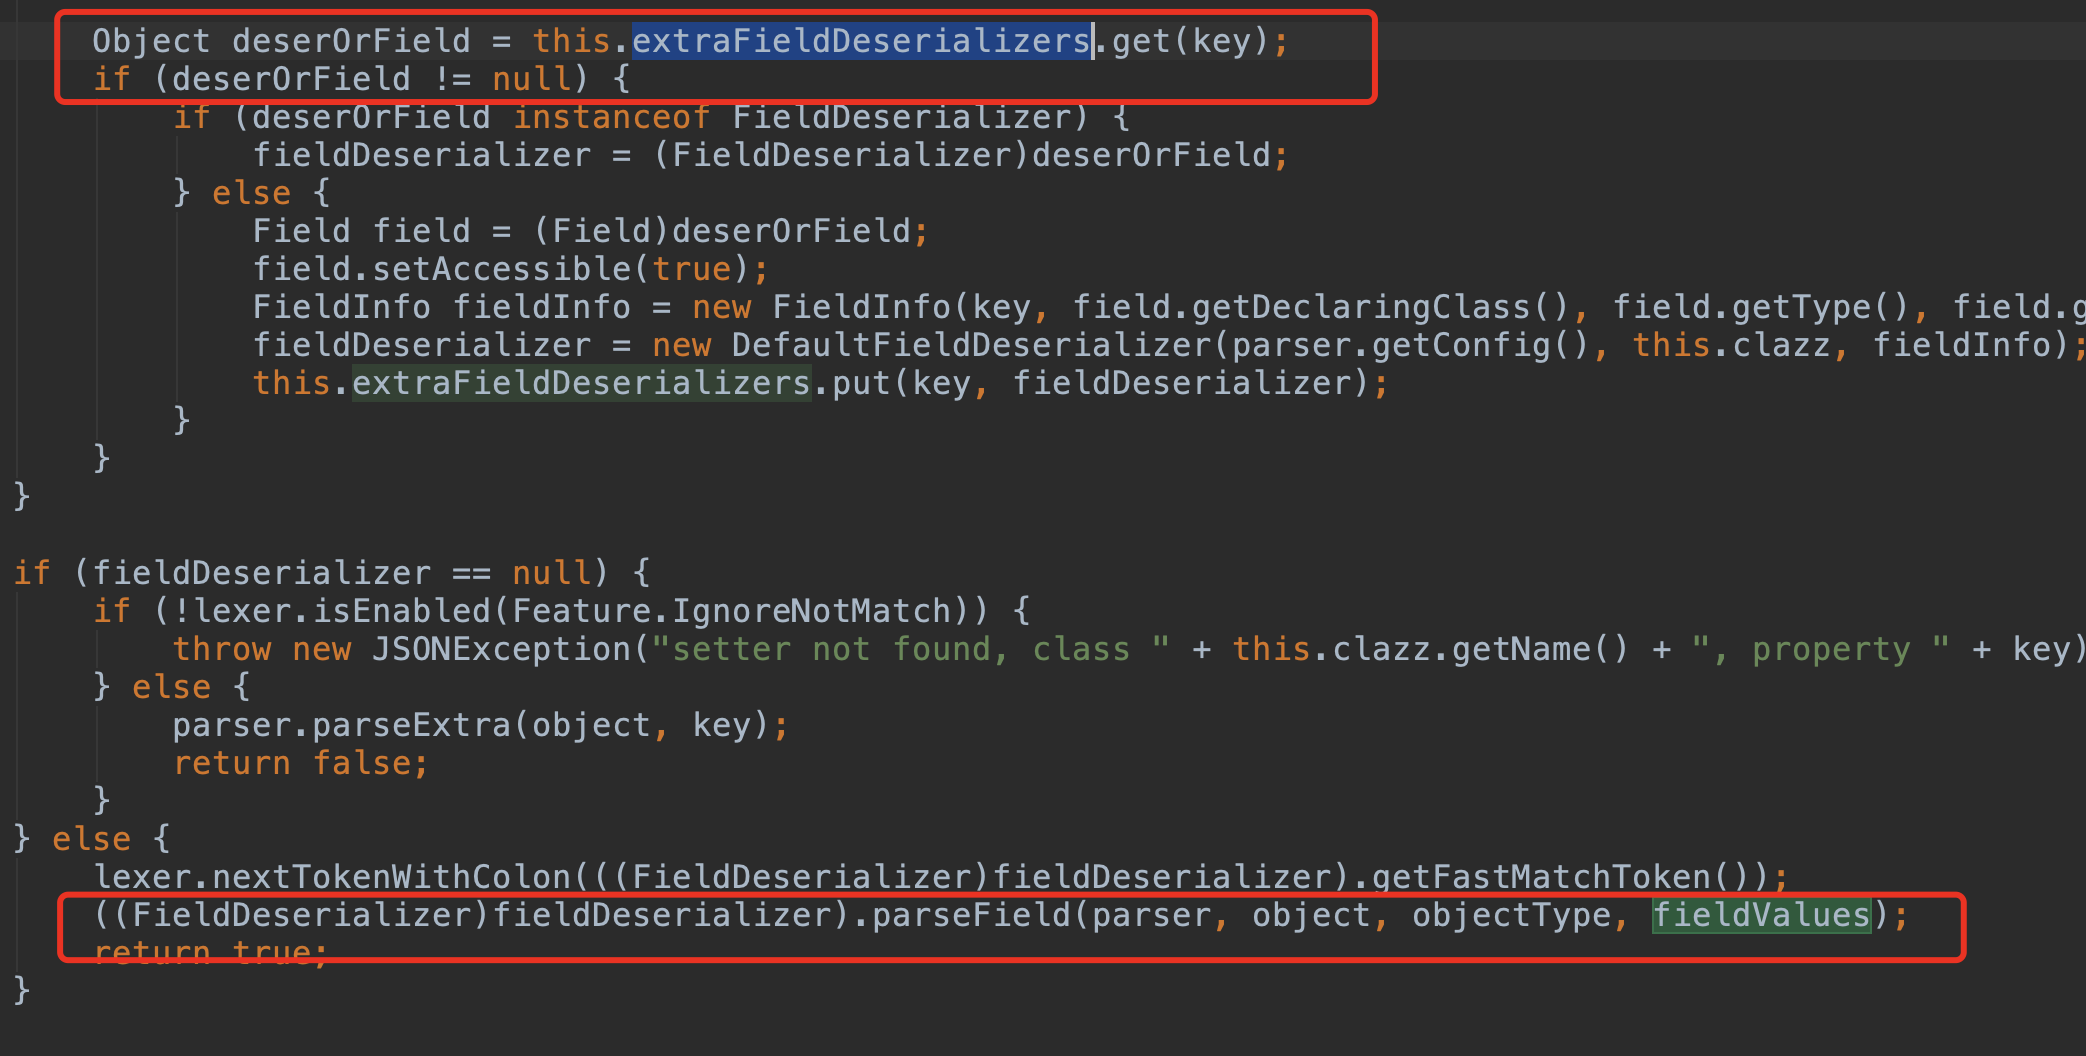 Object deserOrField = this.extraFieldDeserializers.get(key);
if (deserOrField != null) {
if (deserOrField instanceof FieldDeserializer) {
fieldDeserializer = (FieldDeserializer)deserOrField;
} else {
Field field = (Field)deserOrField;
field.setAccessible(true);
FieldInfo fieldInfo = new FieldInfo(key, field.getDeclaringClass(), field.getType(), field.g
fieldDeserializer = new DefaultFieldDeserializer(parser.getConfig(), this.clazz, fieldInfo);
this.extraFieldDeserializers.put(key, fieldDeserializer);
}
}
}
if (fieldDeserializer == null) {
if (!lexer.isEnabled(Feature.IgnoreNotMatch)) {
throw new JSONException("setter not found, class " + this.clazz.getName() + ", property " + key)
} else {
parser.parseExtra(object, key);
return false;
}
} else {
lexer.nextTokenWithColon(((FieldDeserializer)fieldDeserializer).getFastMatchToken());
((FieldDeserializer)fieldDeserializer).parseField(parser, object, objectType, fieldValues);
return true;
}